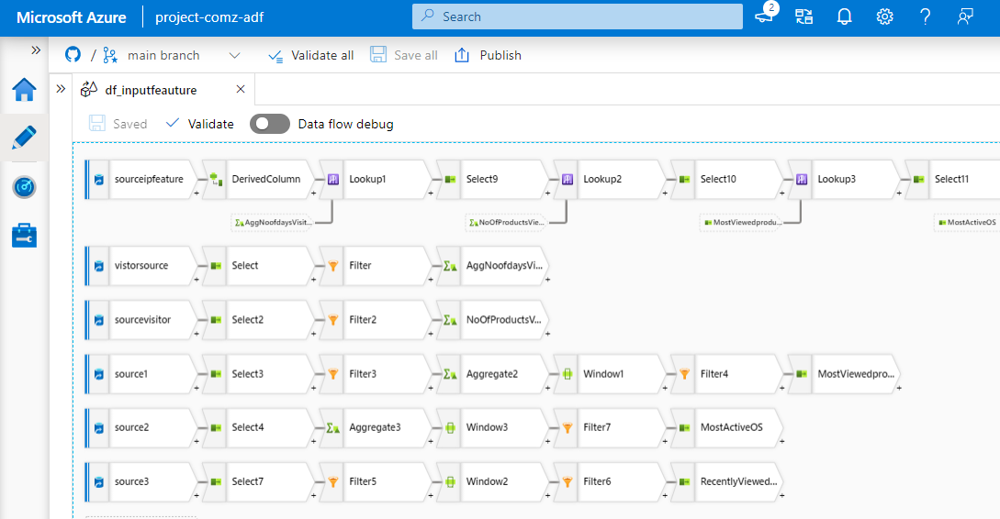 Microsoft Azure project-comz-adf Search 2
/ main branch Validate all Save all Publish
df_inputfeauture
Saved Validate Data flow debug
sourceipfeature DerivedColumn Lookup1 Select9 Lookup2 Select10 Lookup3 Select11
AggNoofdaysVisit... NoOfProductsVie... MostViewedprodu... MostActiveOS
vistorsource Select Filter AggNoofdaysVi...
sourcevisitor Select2 Filter2 NoOfProductsV...
source1 Select3 Filter3 Aggregate2 Window1 Filter4 MostViewedpro...
source2 Select4 Aggregate3 Window3 Filter7 MostActiveOS
source3 Select7 Filter5 Window2 Filter6 RecentlyViewed...